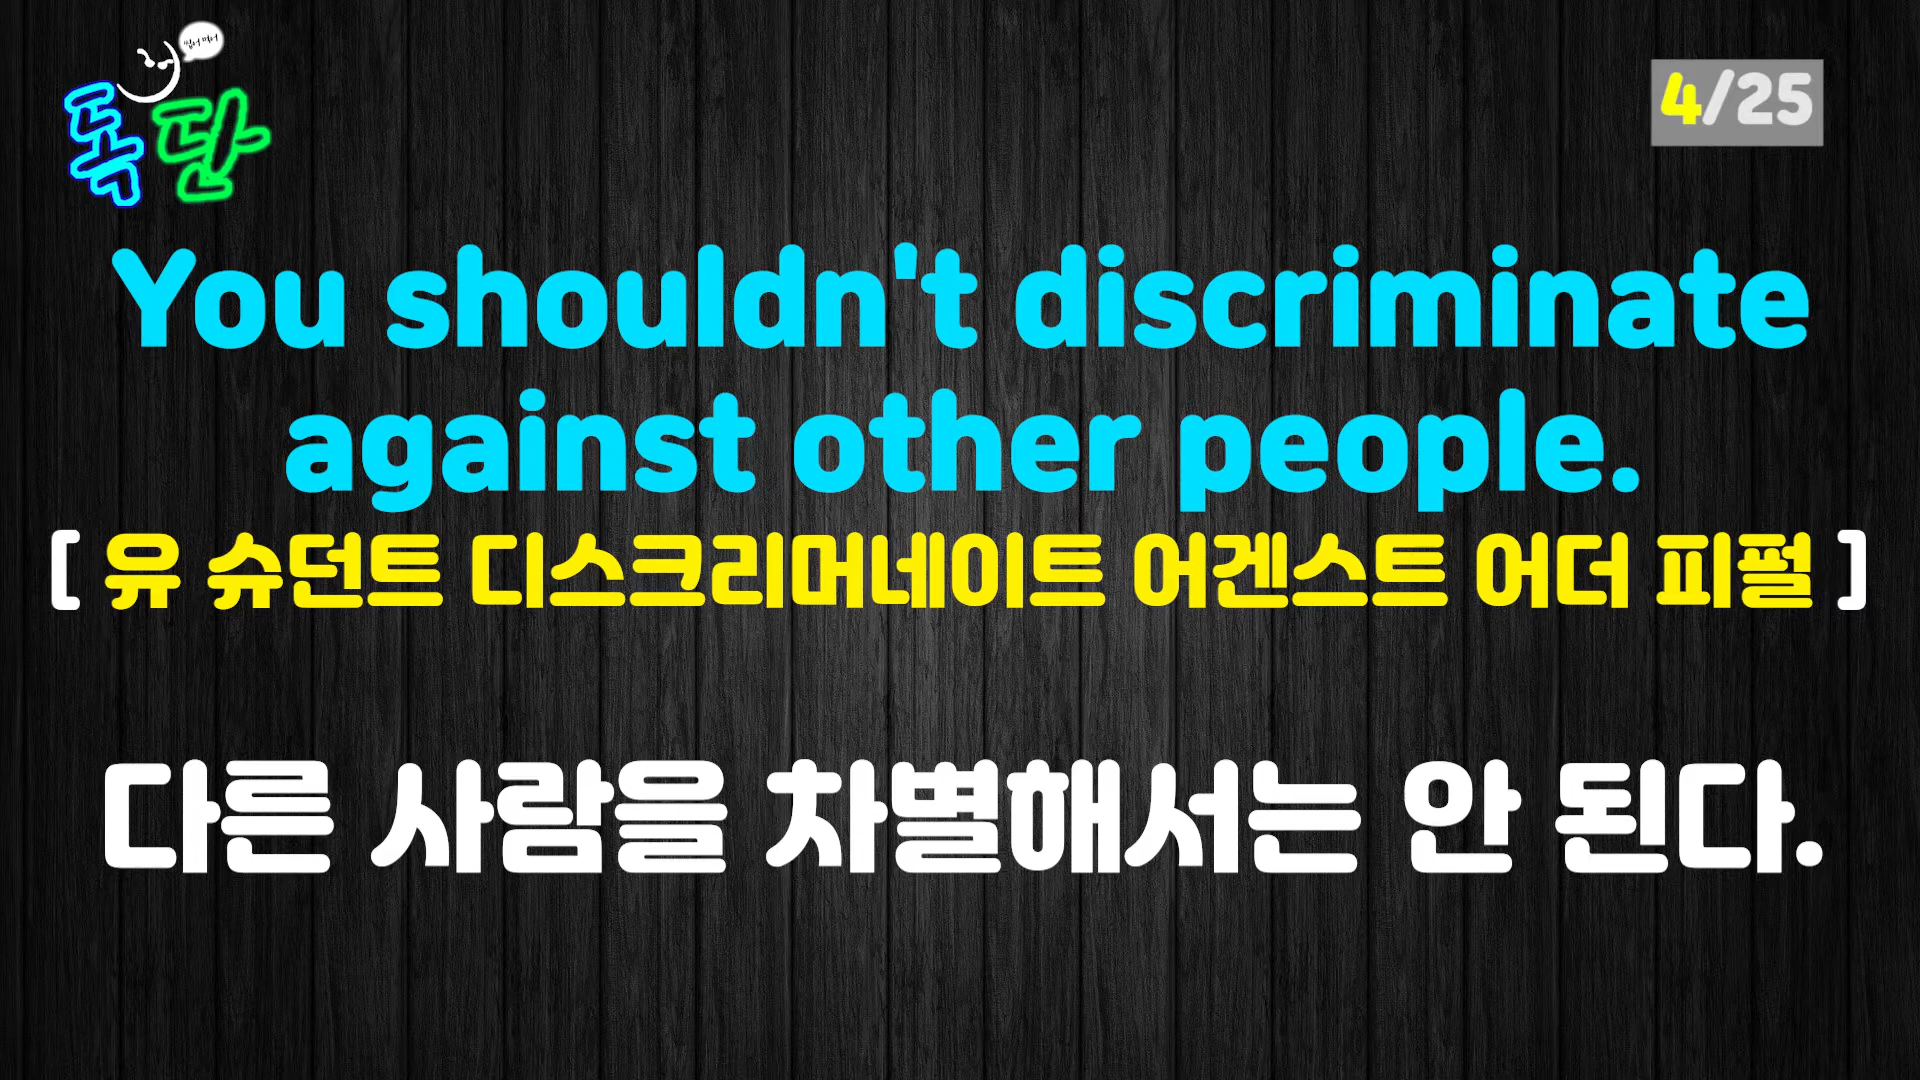 독단
4/25
You shouldn't discriminate
against other people.
[ 유 슈던트 디스크리머네이트 어겐스트 어더 피펄 ]
다른 사람을 차별해서는 안 된다.